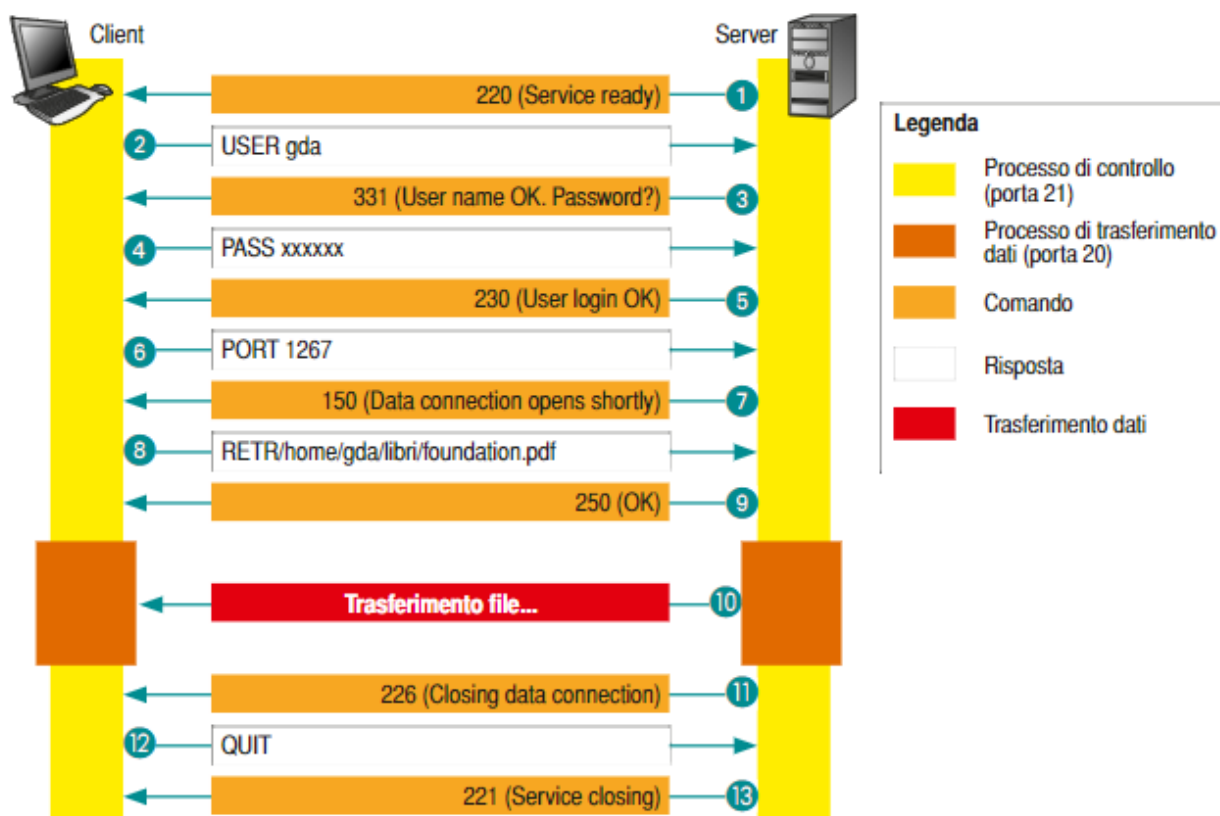 Client
Server
220 (Service ready)
1
2
USER gda
331 (User name OK. Password?)
3
4
PASS xxxxxx
230 (User login OK)
5
6
PORT 1267
150 (Data connection opens shortly)
7
8
RETR/home/gda/libri/foundation.pdf
250 (OK)
9
Trasferimento file...
10
226 (Closing data connection)
11
12
QUIT
221 (Service closing)
13
Legenda
Processo di controllo
(porta 21)
Processo di trasferimento
dati (porta 20)
Comando
Risposta
Trasferimento dati